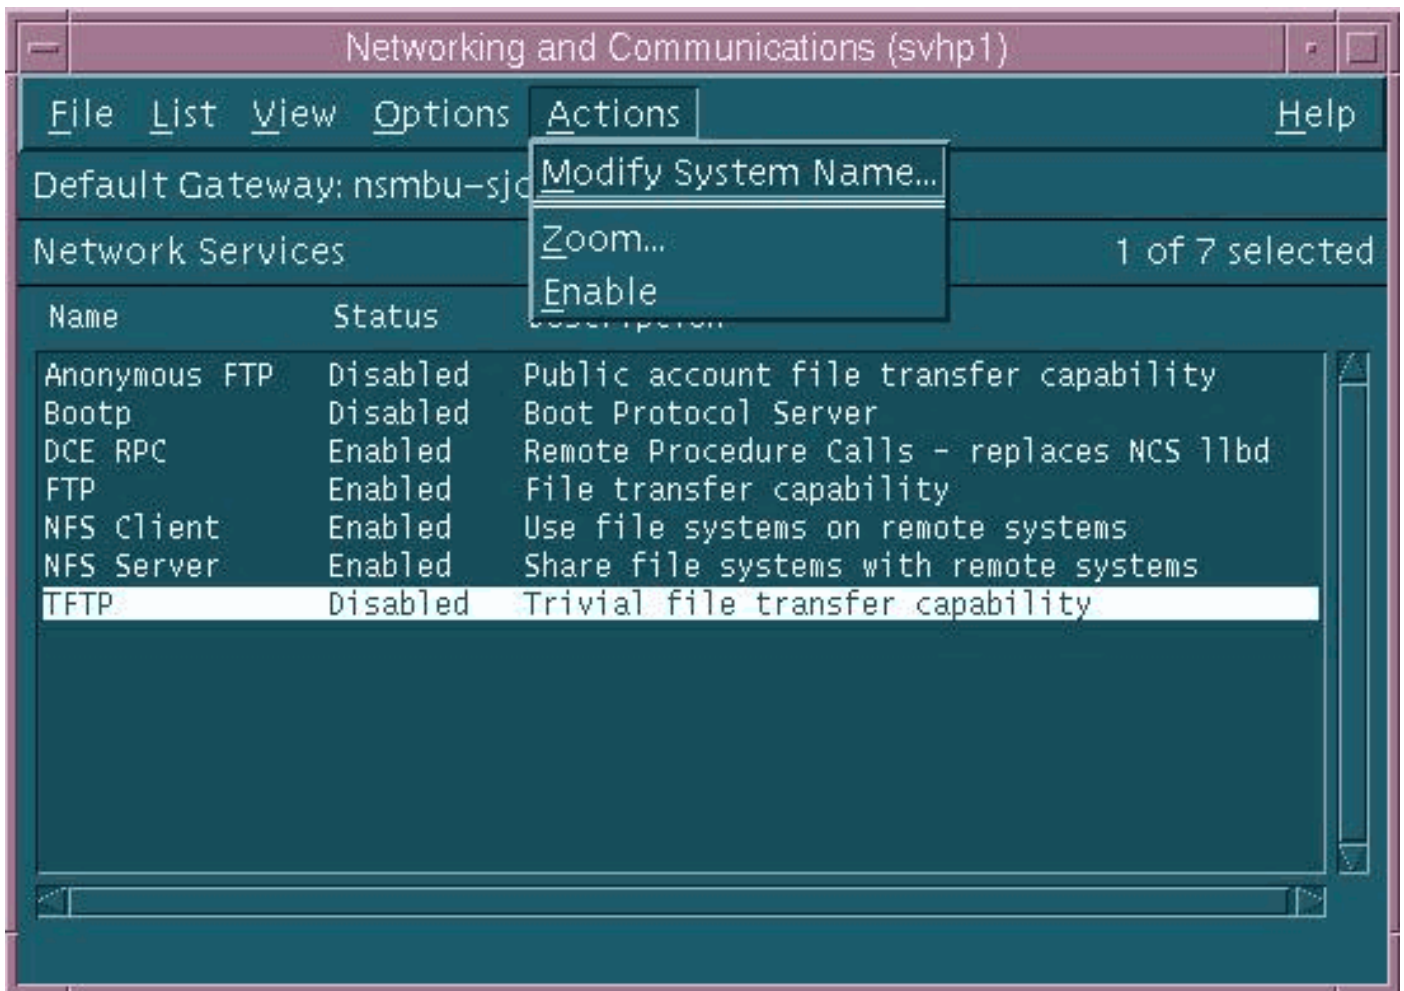 Networking and Communications (svhp1)
File List View Options Actions Help
Modify System Name...
Default Gateway: nsmbu-sjc
Zoom...
Network Services 1 of 7 selected
Enable
Name Status Description
Anonymous FTP Disabled Public account file transfer capability
Bootp Disabled Boot Protocol Server
DCE RPC Enabled Remote Procedure Calls - replaces NCS llbd
FTP Enabled File transfer capability
NFS Client Enabled Use file systems on remote systems
NFS Server Enabled Share file systems with remote systems
TFTP Disabled Trivial file transfer capability